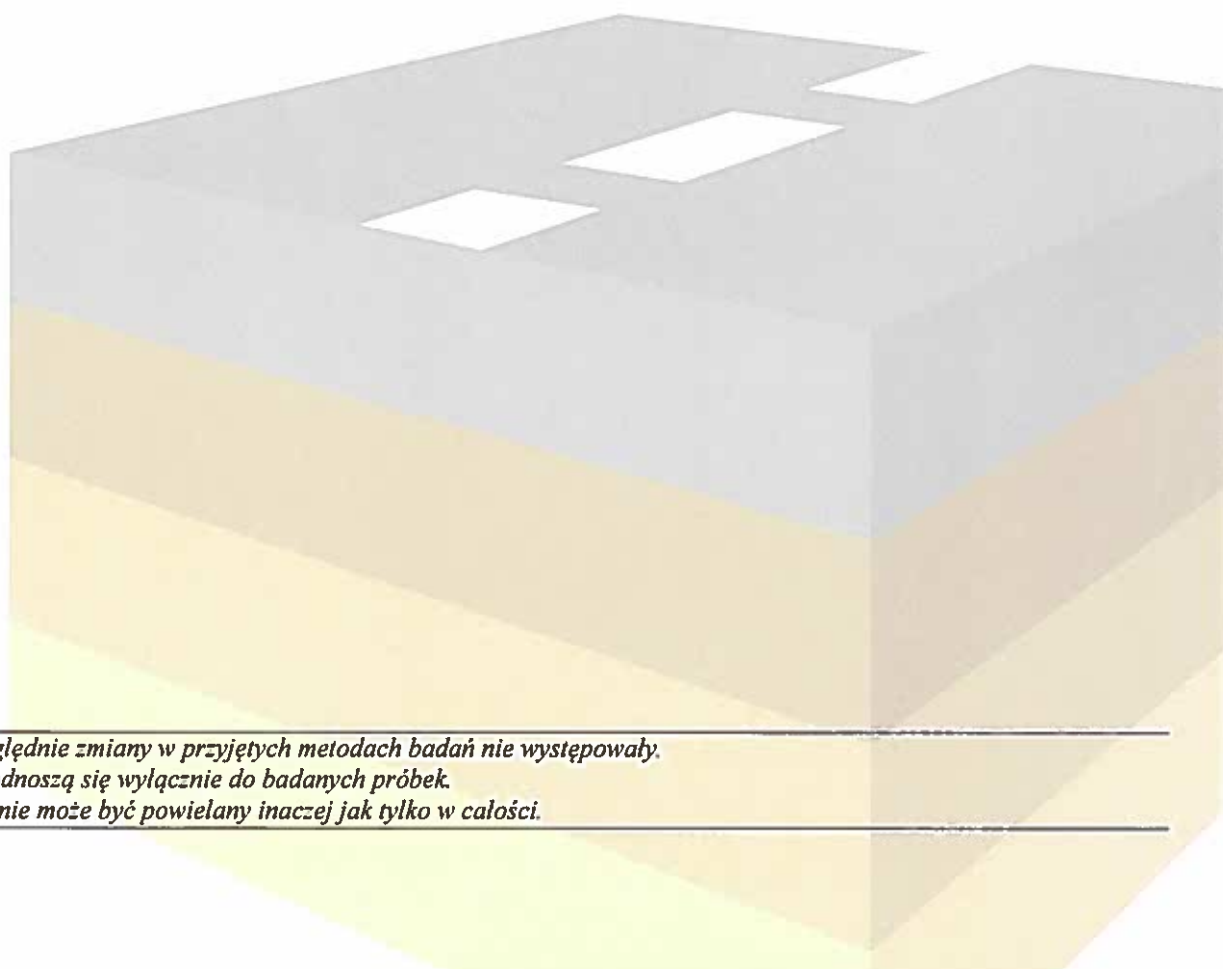 ględnie zmiany w przyjętych metodach badań nie występowały.
dnoszą się wyłącznie do badanych próbek.
nie może być powielany inaczej jak tylko w całości.